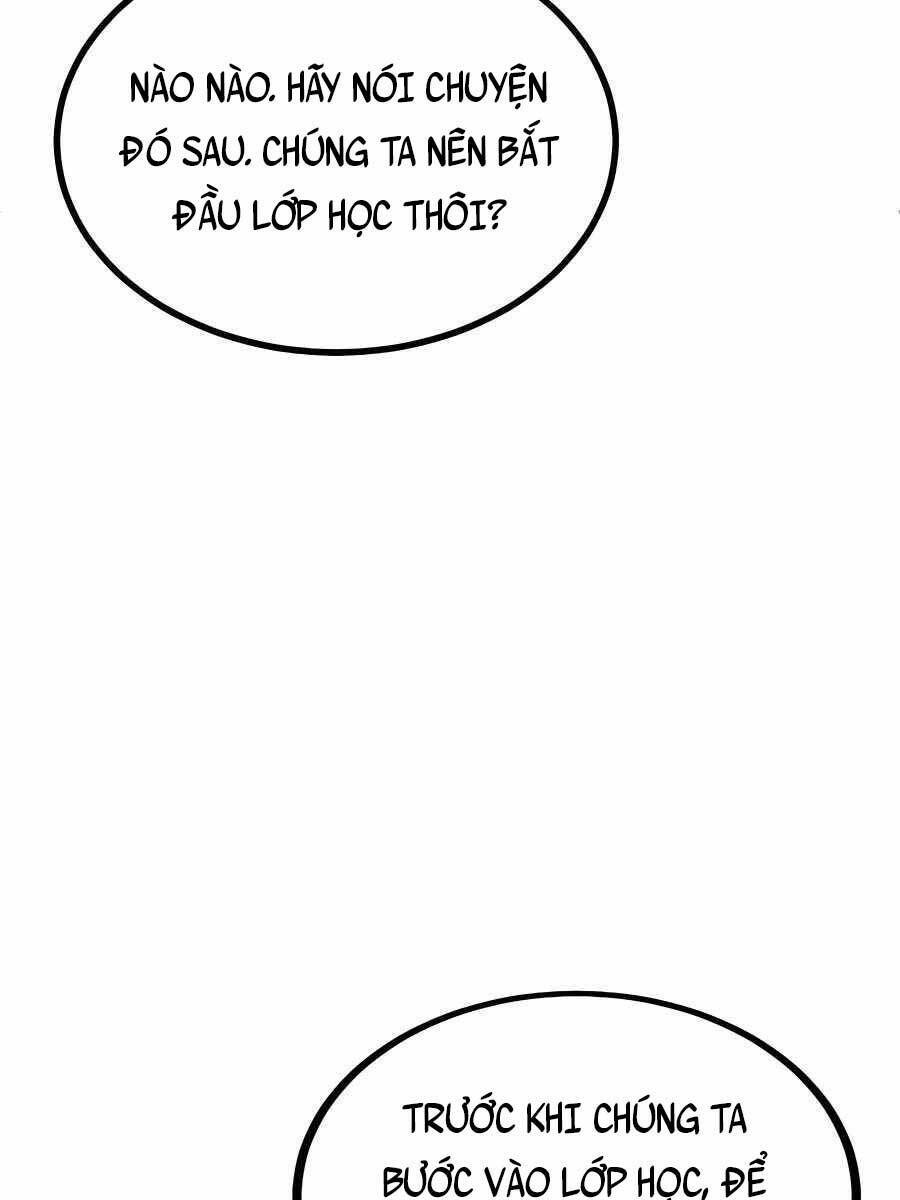 NÀO NÀO. HÃY NÓI CHUYỆN
ĐÓ SAU. CHÚNG TA NÊN BẮT
ĐẦU LỚP HỌC THÔI?
TRƯỚC KHI CHÚNG TA
BƯỚC VÀO LỚP HỌC, ĐỂ